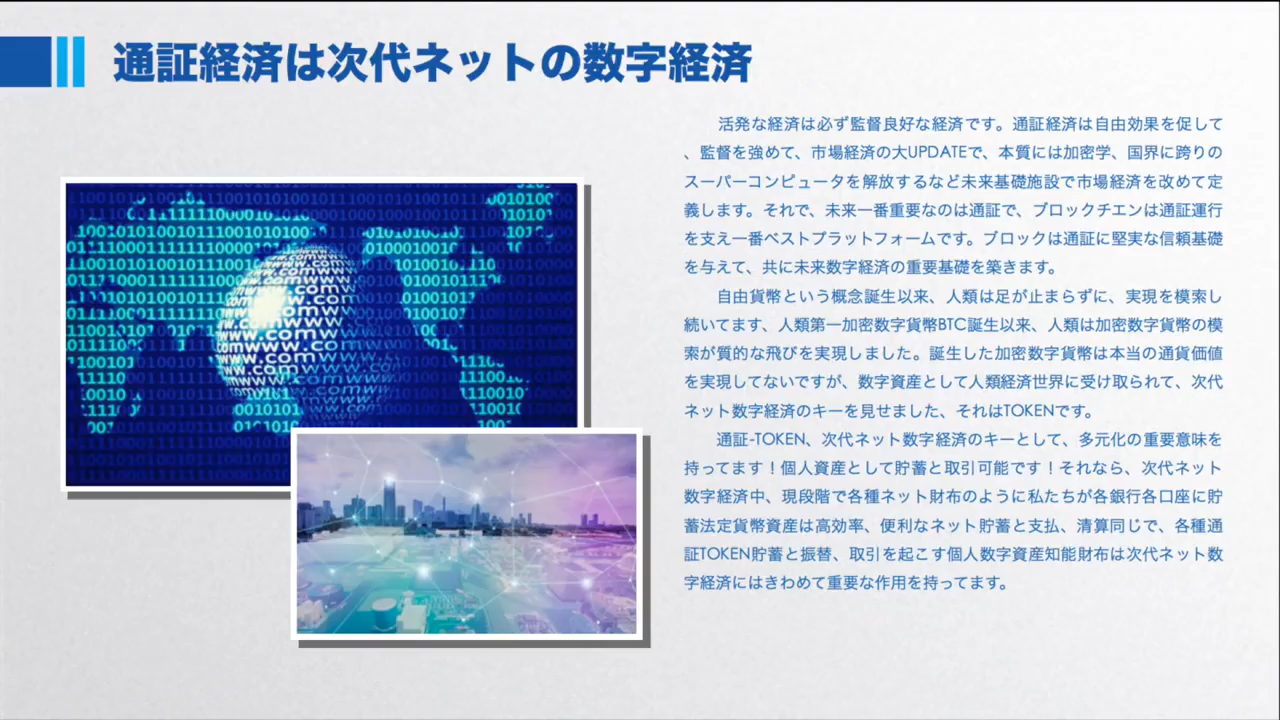 通証経済は次代ネットの数字経済
活発な経済は必ず監督良好な経済です。通証経済は自由効果を促して
、監督を強めて、市場経済の大UPDATEで、本質には加密学、国界に跨りの
スーパーコンピュータを解放するなど未来基礎施設で市場経済を改めて定
義します。それで、未来一番重要なのは通証で、ブロックチエンは通証運行
を支え一番ベストプラットフォームです。ブロックは通証に堅実な信頼基礎
を与えて、共に未来数字経済の重要基礎を築きます。
自由貨幣という概念誕生以来、人類は足が止まらずに、実現を模索し
続いてます、人類第一加密数字貨幣BTC誕生以来、人類は加密数字貨幣の模
索が質的な飛びを実現しました。誕生した加密数字貨幣は本当の通貨価値
を実現してないですが、数字資産として人類経済世界に受け取られて、次代
ネット数字経済のキーを見せました、それはTOKENです。
通証-TOKEN、次代ネット数字経済のキーとして、多元化の重要意味を
持ってます！個人資産として貯蓄と取引可能です！それなら、次代ネット
数字経済中、現段階で各種ネット財布のように私たちが各銀行各口座に貯
蓄法定貨幣資産は高効率、便利なネット貯蓄と支払、清算同じで、各種通
証TOKEN貯蓄と振替、取引を起こす個人数字資産知能財布は次代ネット数
字経済にはきわめて重要な作用を持ってます。